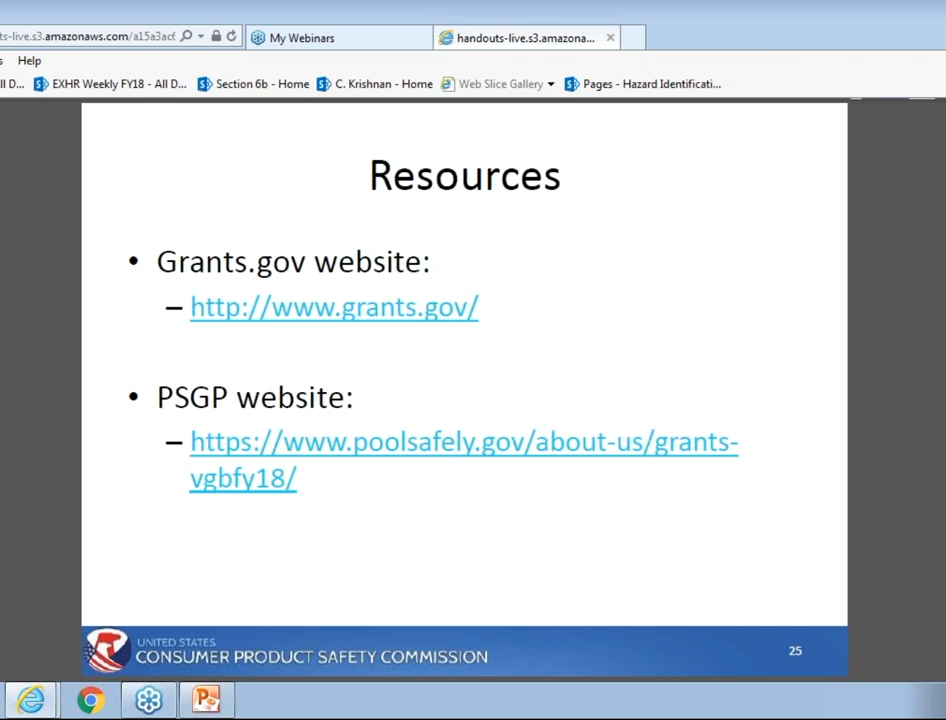 ts-live.s3.amazonaws.com/a15a3ac6
My Webinars
handouts-live.s3.amazona...
s Help
ll D... EXHR Weekly FY18 - All D... Section 6b - Home C. Krishnan - Home Web Slice Gallery Pages - Hazard Identificati...
Resources
• Grants.gov website:
– http://www.grants.gov/
• PSGP website:
– https://www.poolsafely.gov/about-us/grants-
vgbfy18/
UNITED STATES
CONSUMER PRODUCT SAFETY COMMISSION
25